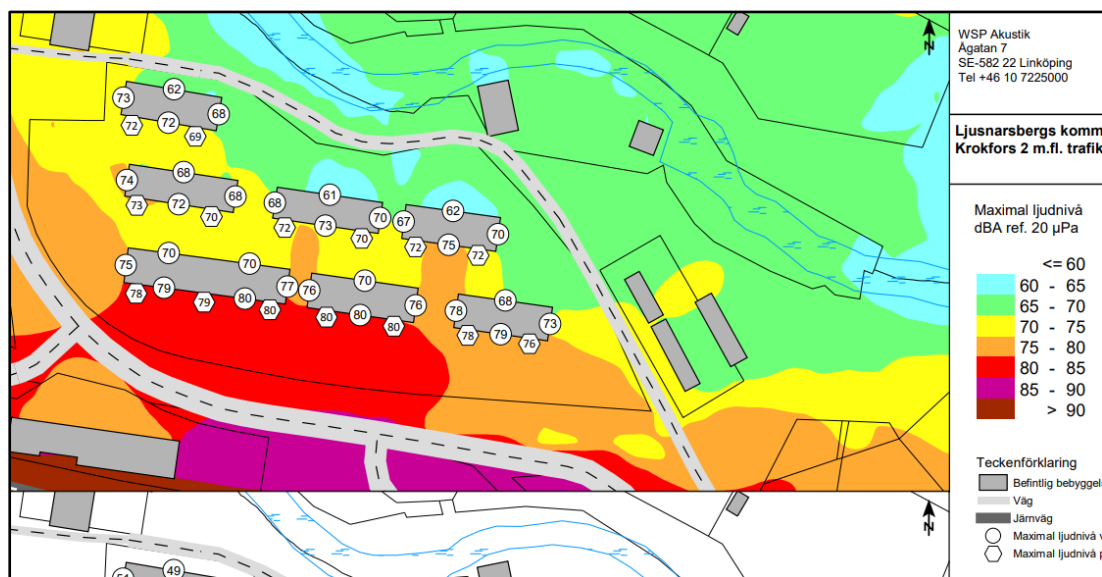 WSP Akustik
Ågatan 7
SE-582 22 Linköping
Tel +46 10 7225000
Ljusnarsbergs komm
Krokfors 2 m.fl. trafik
Maximal ljudnivå
dBA ref. 20 µPa
<= 60
60 - 65
65 - 70
70 - 75
75 - 80
80 - 85
85 - 90
> 90
Teckenförklaring
Befintlig bebyggels
Väg
Järnväg
Maximal ljudnivå v
Maximal ljudnivå p
N
62
73
68
72
72
69
68
74
68
73
72
70
61
68
70
72
73
70
62
67
70
72
75
72
70
70
75
77
78
79
79
80
80
70
76
76
80
80
80
68
78
73
78
79
76
N
49
51